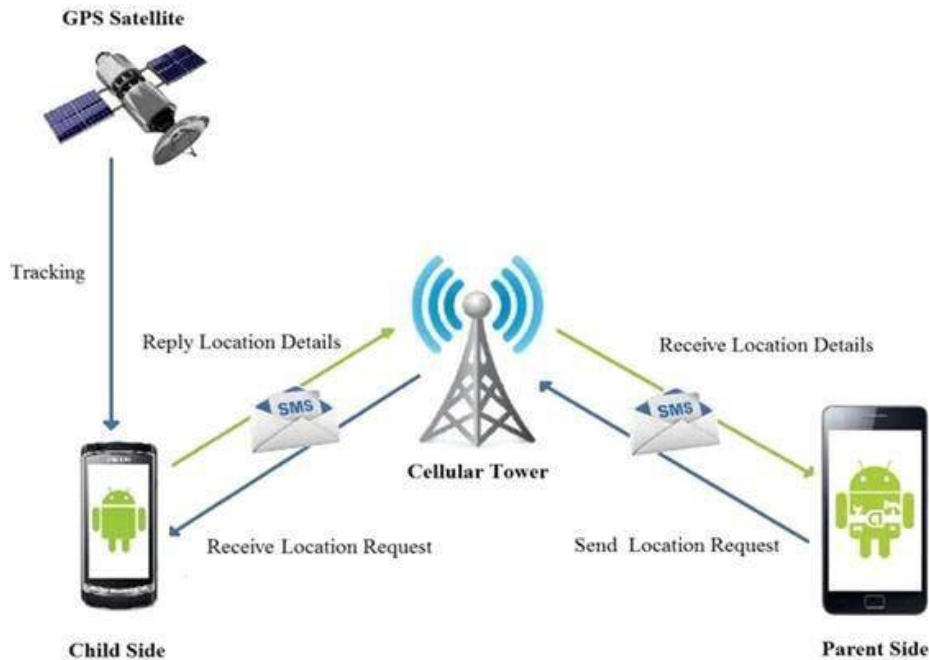 GPS Satellite
Tracking
Reply Location Details
Receive Location Details
SMS
SMS
Cellular Tower
Receive Location Request
Send Location Request
Child Side
Parent Side